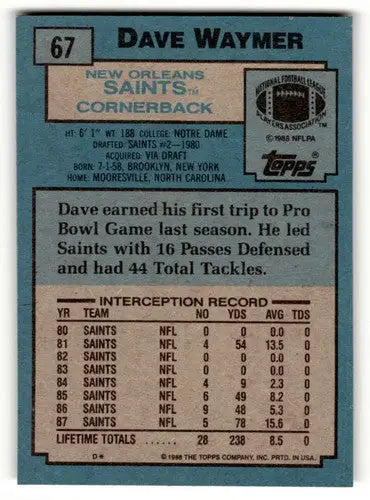 67
DAVE WAYMER
NEW ORLEANS
SAINTS™
CORNERBACK
NATIONAL FOOTBALL LEAGUE
PLAYERS ASSOCIATION
© 1988 NFLPA
HT: 6' 1" WT: 188 COLLEGE: NOTRE DAME
DRAFTED: SAINTS #2—1980
ACQUIRED: VIA DRAFT
BORN: 7-1-58, BROOKLYN, NEW YORK
HOME: MOORESVILLE, NORTH CAROLINA
Topps®
Dave earned his first trip to Pro
Bowl Game last season. He led
Saints with 16 Passes Defensed
and had 44 Total Tackles.
INTERCEPTION RECORD
YR TEAM NO YDS AVG TDS
80 SAINTS NFL 0 0 0.0 0
81 SAINTS NFL 4 54 13.5 0
82 SAINTS NFL 0 0 0.0 0
83 SAINTS NFL 0 0 0.0 0
84 SAINTS NFL 4 9 2.3 0
85 SAINTS NFL 6 49 8.2 0
86 SAINTS NFL 9 48 5.3 0
87 SAINTS NFL 5 78 15.6 0
LIFETIME TOTALS ...... 28 238 8.5 0
D* © 1988 THE TOPPS COMPANY, INC. PRTD. IN U.S.A.